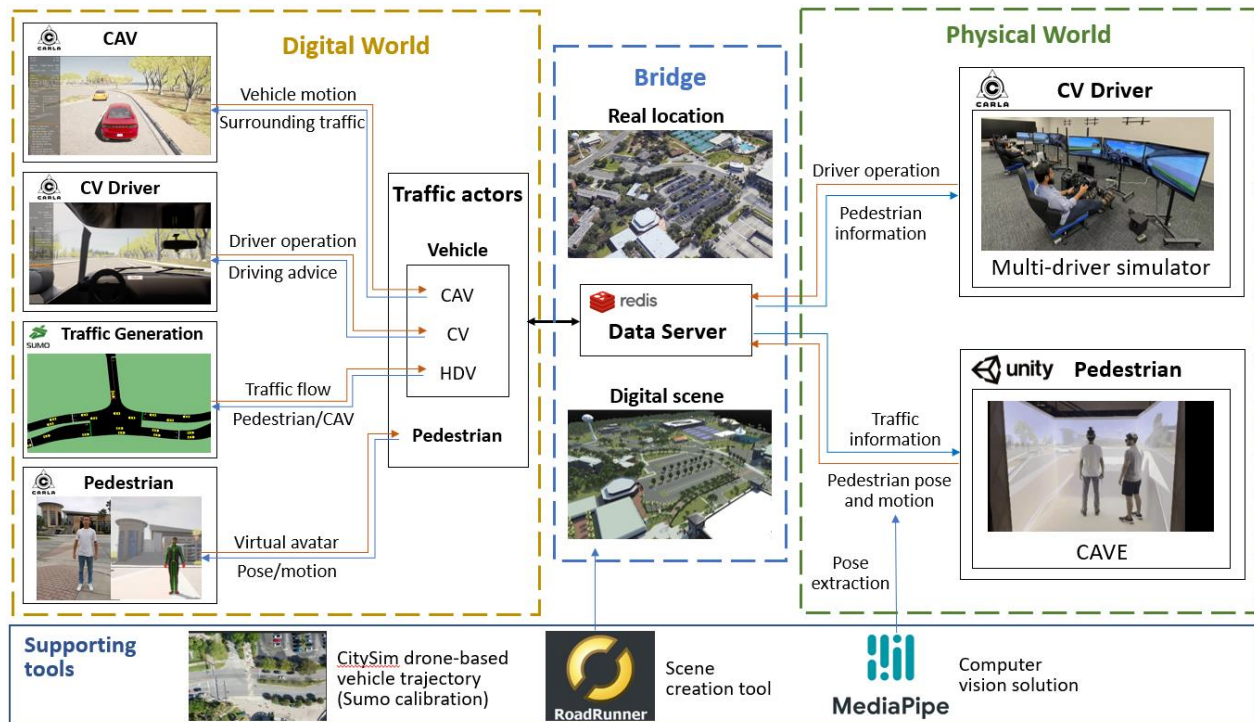 Digital World
CARLA
CAV
Vehicle motion
Surrounding traffic
CARLA
CV Driver
Driver operation
Driving advice
SUMO
Traffic Generation
Traffic flow
Pedestrian/CAV
CARLA
Pedestrian
Virtual avatar
Pose/motion
Traffic actors
Vehicle
CAV
CV
HDV
Pedestrian
Bridge
Real location
redis
Data Server
Digital scene
Physical World
Driver operation
Pedestrian
information
CARLA
CV Driver
Multi-driver simulator
Traffic
information
Pedestrian pose
and motion
Pose
extraction
unity
Pedestrian
CAVE
Supporting
tools
CitySim drone-based
vehicle trajectory
(Sumo calibration)
RoadRunner
Scene
creation tool
MediaPipe
Computer
vision solution